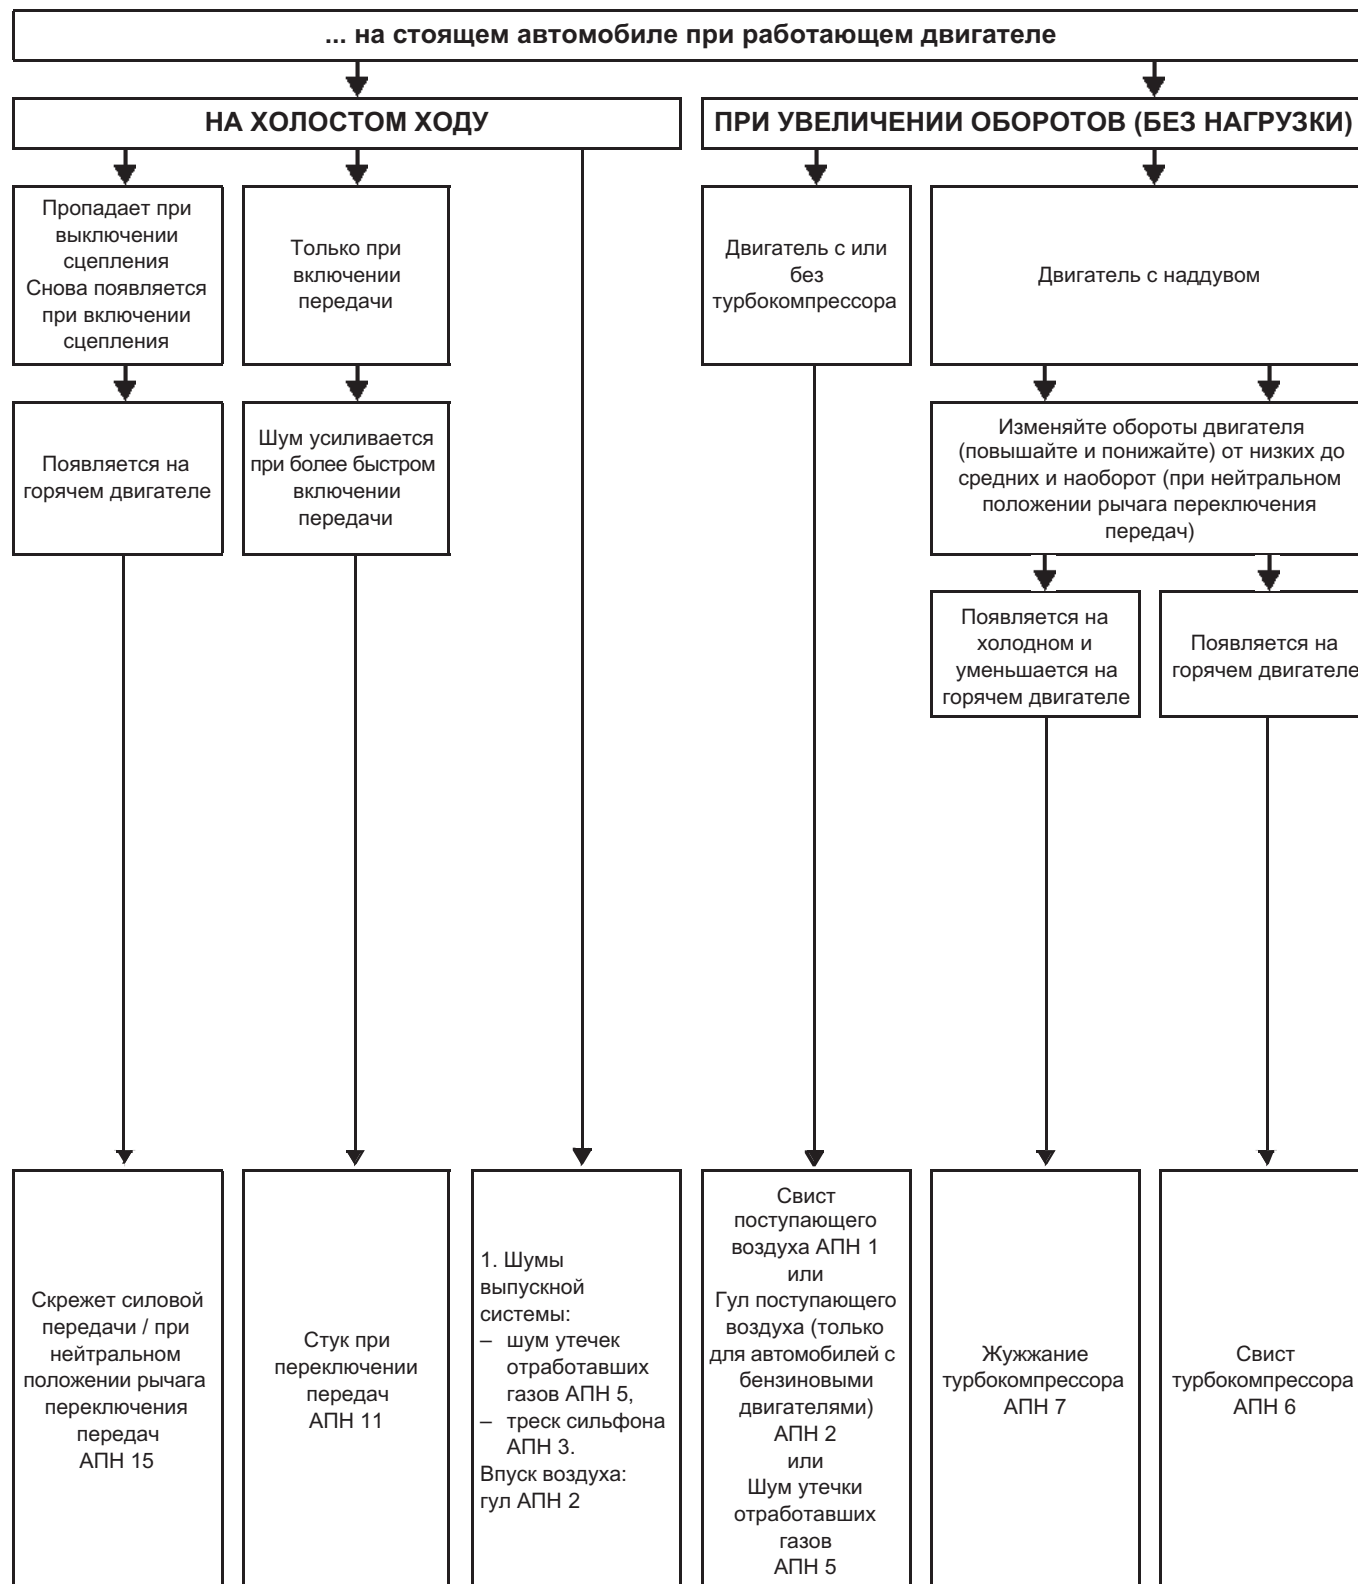 ... на стоящем автомобиле при работающем двигателе
НА ХОЛОСТОМ ХОДУ
ПРИ УВЕЛИЧЕНИИ ОБОРОТОВ (БЕЗ НАГРУЗКИ)
Пропадает при
выключении
сцепления
Снова появляется
при включении
сцепления
Только при
включении
передачи
Двигатель с или
без
турбокомпрессора
Двигатель с наддувом
Появляется на
горячем двигателе
Шум усиливается
при более быстром
включении
передачи
Изменяйте обороты двигателя
(повышайте и понижайте) от низких до
средних и наоборот (при нейтральном
положении рычага переключения
передач)
Появляется на
холодном и
уменьшается на
горячем двигателе
Появляется на
горячем двигателе
Скрежет силовой
передачи / при
нейтральном
положении рычага
переключения
передач
АПН 15
Стук при
переключении
передач
АПН 11
1. Шумы
выпускной
системы:
– шум утечек
отработавших
газов АПН 5,
– треск сильфона
АПН 3.
Впуск воздуха:
гул АПН 2
Свист
поступающего
воздуха АПН 1
или
Гул поступающего
воздуха (только
для автомобилей с
бензиновыми
двигателями)
АПН 2
или
Шум утечки
отработавших
газов
АПН 5
Жужжание
турбокомпрессора
АПН 7
Свист
турбокомпрессора
АПН 6